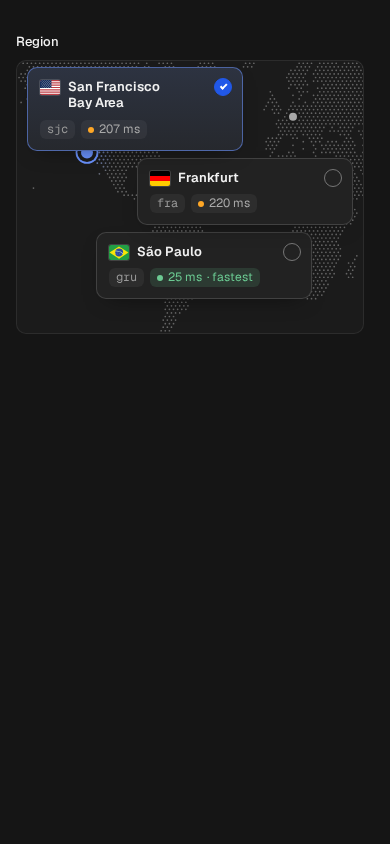 Region
San Francisco
Bay Area
sjc
207 ms
Frankfurt
fra
220 ms
São Paulo
gru
25 ms · fastest